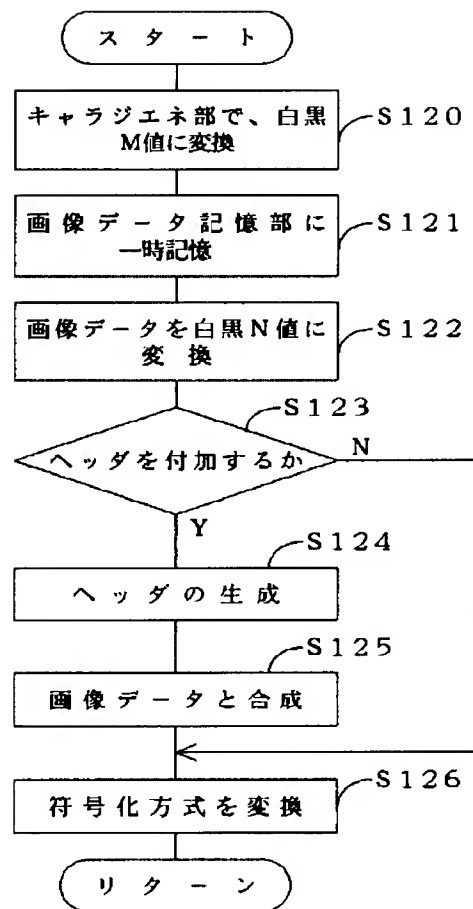 スタート
キャラジエネ部で、白黒
M値に変換
S120
画像データ記憶部に
一時記憶
S121
画像データを白黒N値に
変換
S122
S123
ヘッダを付加するか
N
Y
S124
ヘッダの生成
S125
画像データと合成
S126
符号化方式を変換
リターン